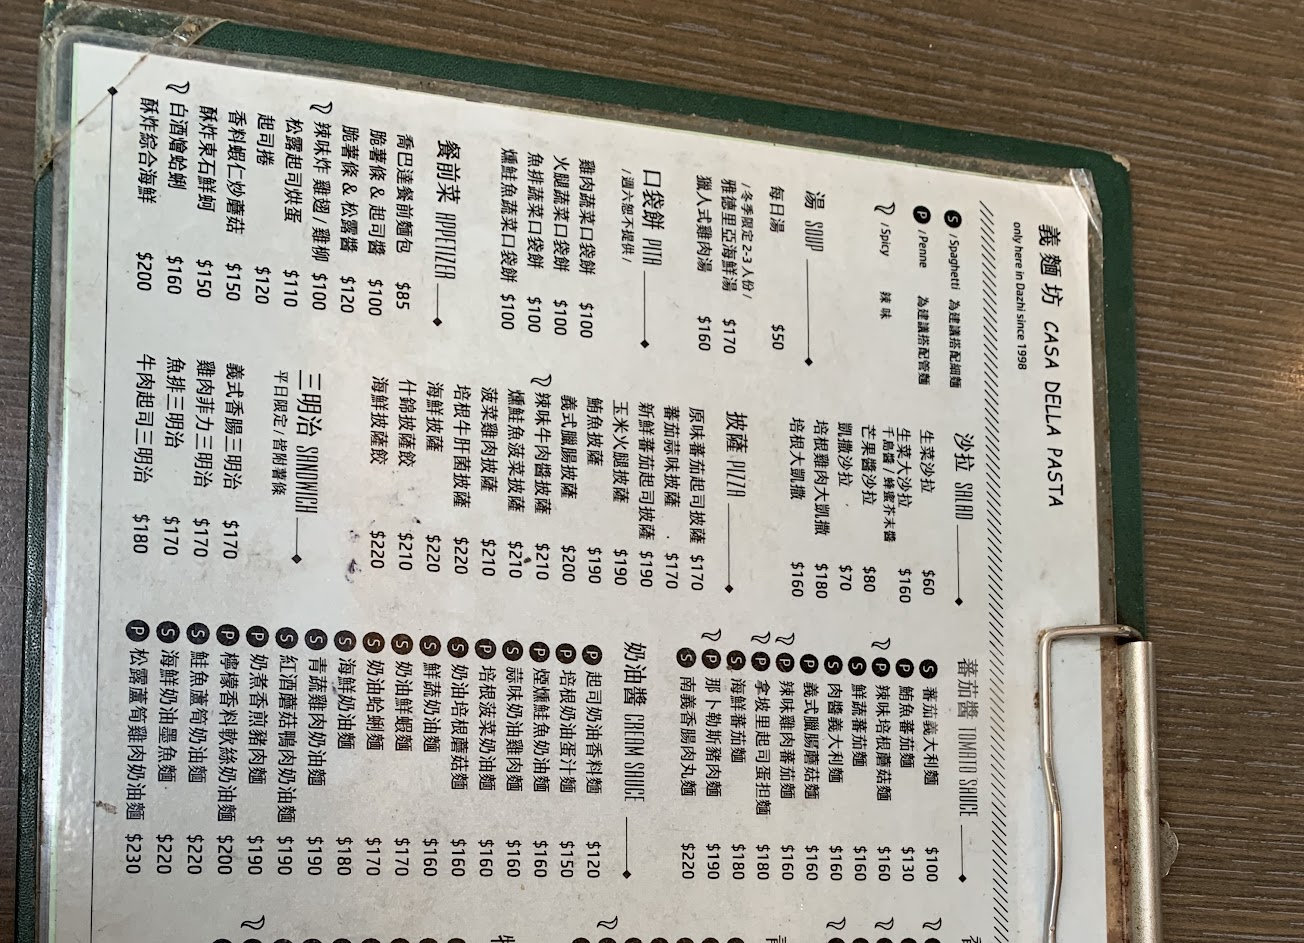 義麵坊 CASA DELLA PASTA
only here in Dazhi since 1998
S /Spaghetti 為建議搭配細麵
P /Penne 為建議搭配管麵
/Spicy 辣味
湯 SOUP
每日湯 $50
/冬季限定 2-3 人份/
雅德里亞海鮮湯 $170
獵人式雞肉湯 $160
口袋餅 PITA
/週六恕不提供/
雞肉蔬菜口袋餅 $100
火腿蔬菜口袋餅 $100
魚排蔬菜口袋餅 $100
燻鮭魚蔬菜口袋餅 $100
餐前菜 APPETIZER
喬巴達餐前麵包 $85
脆薯條 & 起司醬 $100
脆薯條 & 松露醬 $120
辣味炸 雞翅/雞柳 $100
松露起司烘蛋 $110
起司捲 $120
香料蝦仁炒蘑菇 $150
酥炸東石鮮蚵 $150
白酒燴蛤蜊 $160
酥炸綜合海鮮 $200
沙拉 SALAD
生菜沙拉 $60
生菜大沙拉 $160
千島醬/蜂蜜芥末醬
芒果醬沙拉 $80
凱撒沙拉 $70
培根雞肉大凱撒 $180
培根大凱撒 $160
披薩 PIZZA
原味蕃茄起司披薩 $170
蕃茄蒜味披薩 $170
新鮮蕃茄起司披薩 $190
玉米火腿披薩 $190
鮪魚披薩 $190
義式臘腸披薩 $200
辣味牛肉醬披薩 $210
燻鮭魚菠菜披薩 $210
菠菜雞肉披薩 $210
培根牛肝菌披薩 $220
海鮮披薩 $220
什錦披薩餃 $210
海鮮披薩餃 $220
三明治 SANDWICH
平日限定/皆附薯條
義式香腸三明治 $170
雞肉菲力三明治 $170
魚排三明治 $170
牛肉起司三明治 $180
蕃茄醬 TOMATO SAUCE
S 蕃茄義大利麵 $100
P 鮪魚蕃茄麵 $130
P 辣味培根蘑菇麵 $160
S 鮮蔬蕃茄麵 $160
S 肉醬義大利麵 $160
P 義式臘腸蘑菇麵 $160
P 辣味雞肉蕃茄麵 $160
P 拿坡里起司蛋担麵 $180
S 海鮮蕃茄麵 $180
P 那卜勒斯豬肉麵 $190
S 南義香腸肉丸麵 $220
奶油醬 CREAM SAUCE
P 起司奶油香料麵 $120
P 培根奶油蛋汁麵 $150
P 煙燻鮭魚奶油麵 $160
S 蒜味奶油雞肉麵 $160
P 培根菠菜奶油麵 $160
S 奶油培根蘑菇麵 $160
S 鮮蔬奶油麵 $160
S 奶油鮮蝦麵 $170
S 奶油蛤蜊麵 $170
S 海鮮奶油麵 $180
S 青蔬雞肉奶油麵 $190
S 紅酒蘑菇鴨肉奶油麵 $190
P 奶煮香煎豬肉麵 $190
P 檸檬香料軟絲奶油麵 $200
S 鮭魚蘆筍奶油麵 $220
S 海鮮奶油墨魚麵 $220
P 松露蘆筍雞肉奶油麵 $230